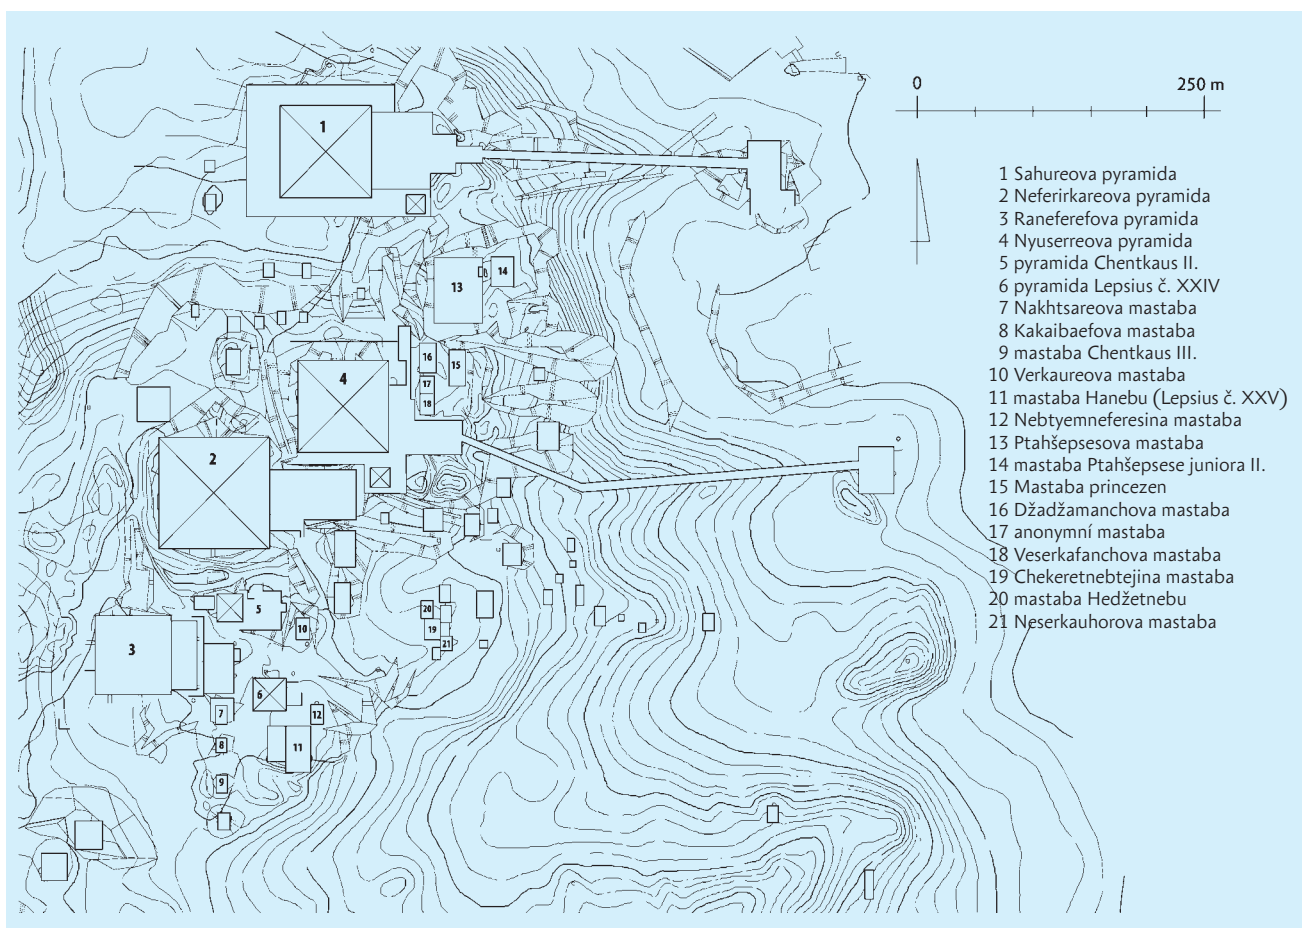 0 250 m
1 Sahureova pyramida
2 Neferirkareova pyramida
3 Raneferefova pyramida
4 Nyuserreova pyramida
5 pyramida Chentkaus II.
6 pyramida Lepsius č. XXIV
7 Nakhtsareova mastaba
8 Kakaibaefova mastaba
9 mastaba Chentkaus III.
10 Verkaureova mastaba
11 mastaba Hanebu (Lepsius č. XXV)
12 Nebtyemneferesina mastaba
13 Ptahšepsesova mastaba
14 mastaba Ptahšepsese juniora II.
15 Mastaba princezen
16 Džadžamanchova mastaba
17 anonymní mastaba
18 Veserkafanchova mastaba
19 Chekeretnebtejina mastaba
20 mastaba Hedžetnebu
21 Neserkauhorova mastaba
1
14
13
16
15
4
17
18
2
20
5
10
19
21
3
6
7
12
8
11
9